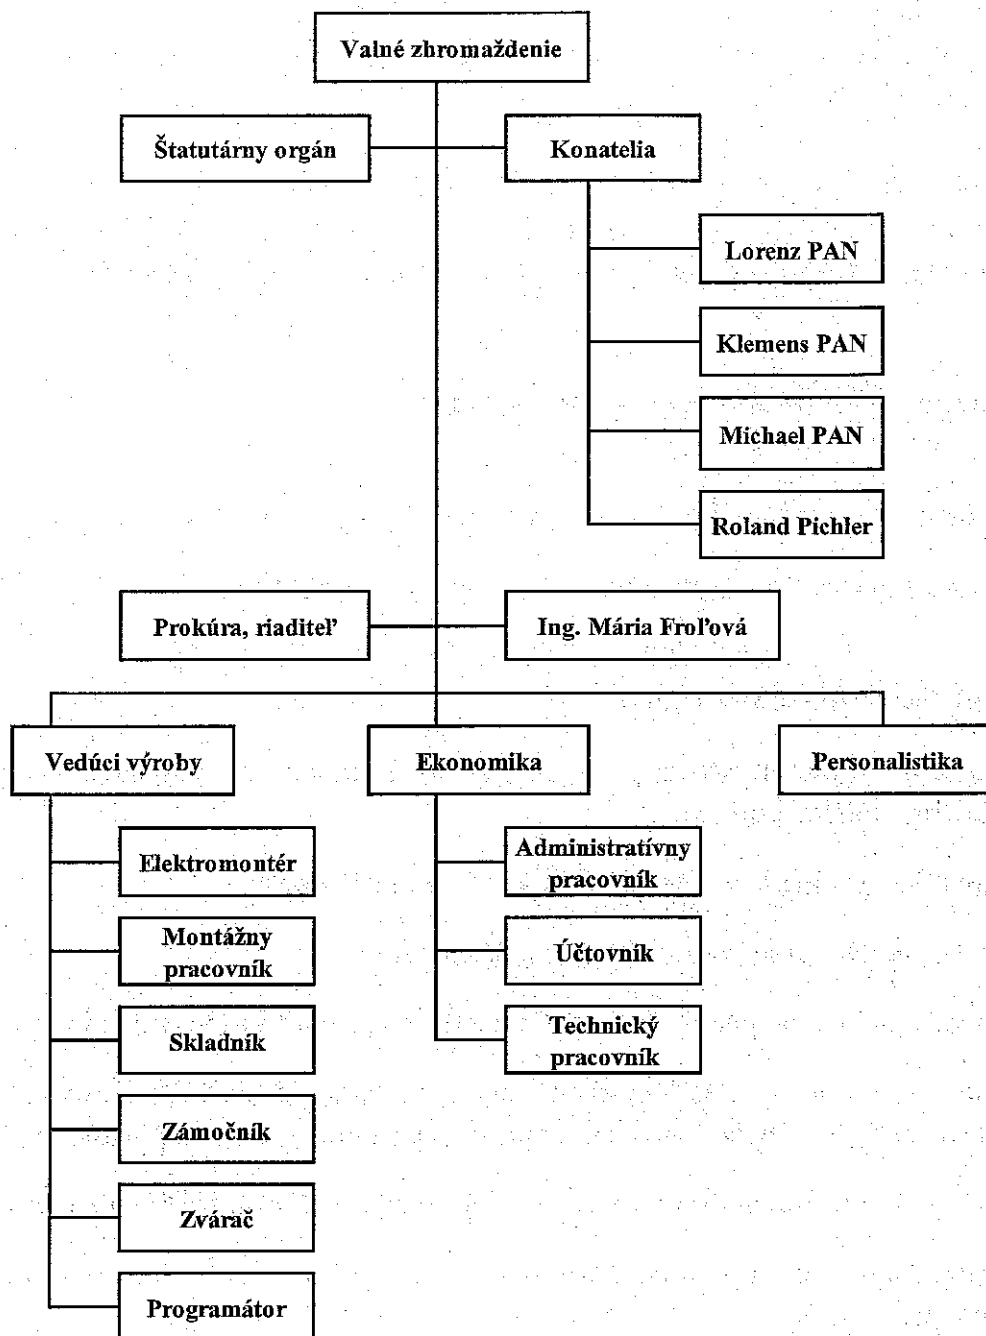 Valné zhromaždenie
Štatutárny orgán
Konatelia
Lorenz PAN
Klemens PAN
Michael PAN
Roland Pichler
Prokúra, riaditeľ
Ing. Mária Froľová
Vedúci výroby
Ekonomika
Personalistika
Elektromontér
Montážny
pracovník
Skladník
Zámočník
Zvárač
Programátor
Administratívny
pracovník
Účtovník
Technický
pracovník